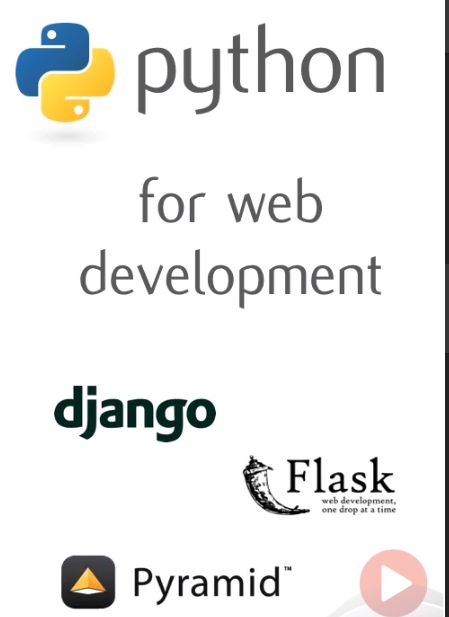 python
for web
development
django
Flask
web development,
one drop at a time
Pyramid™